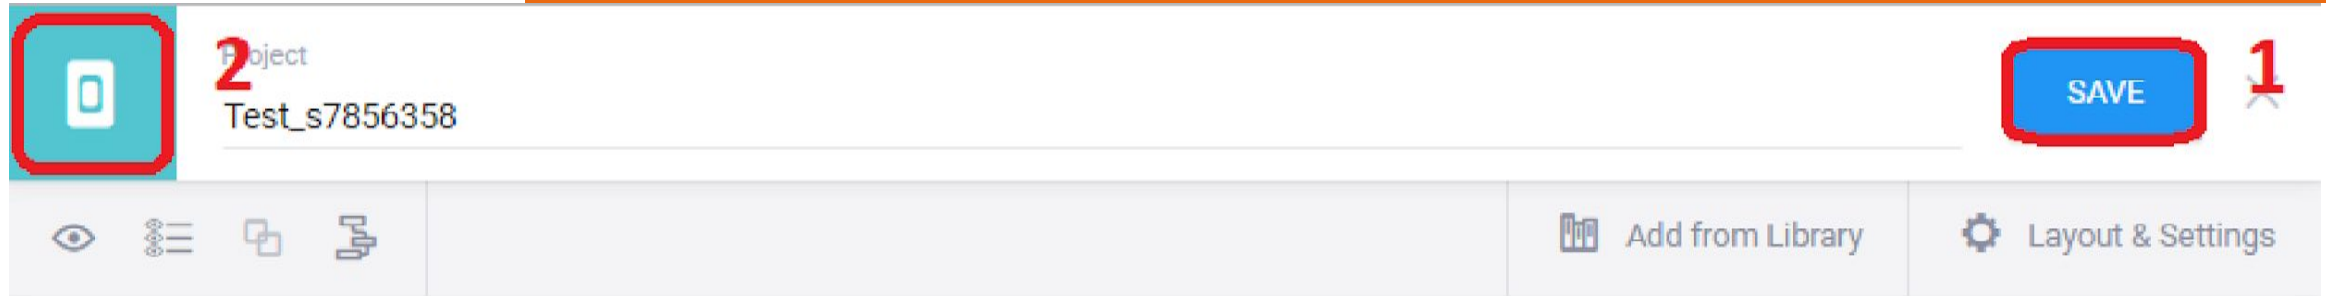 2
Project
Test_s7856358
SAVE
1
Add from Library
Layout & Settings